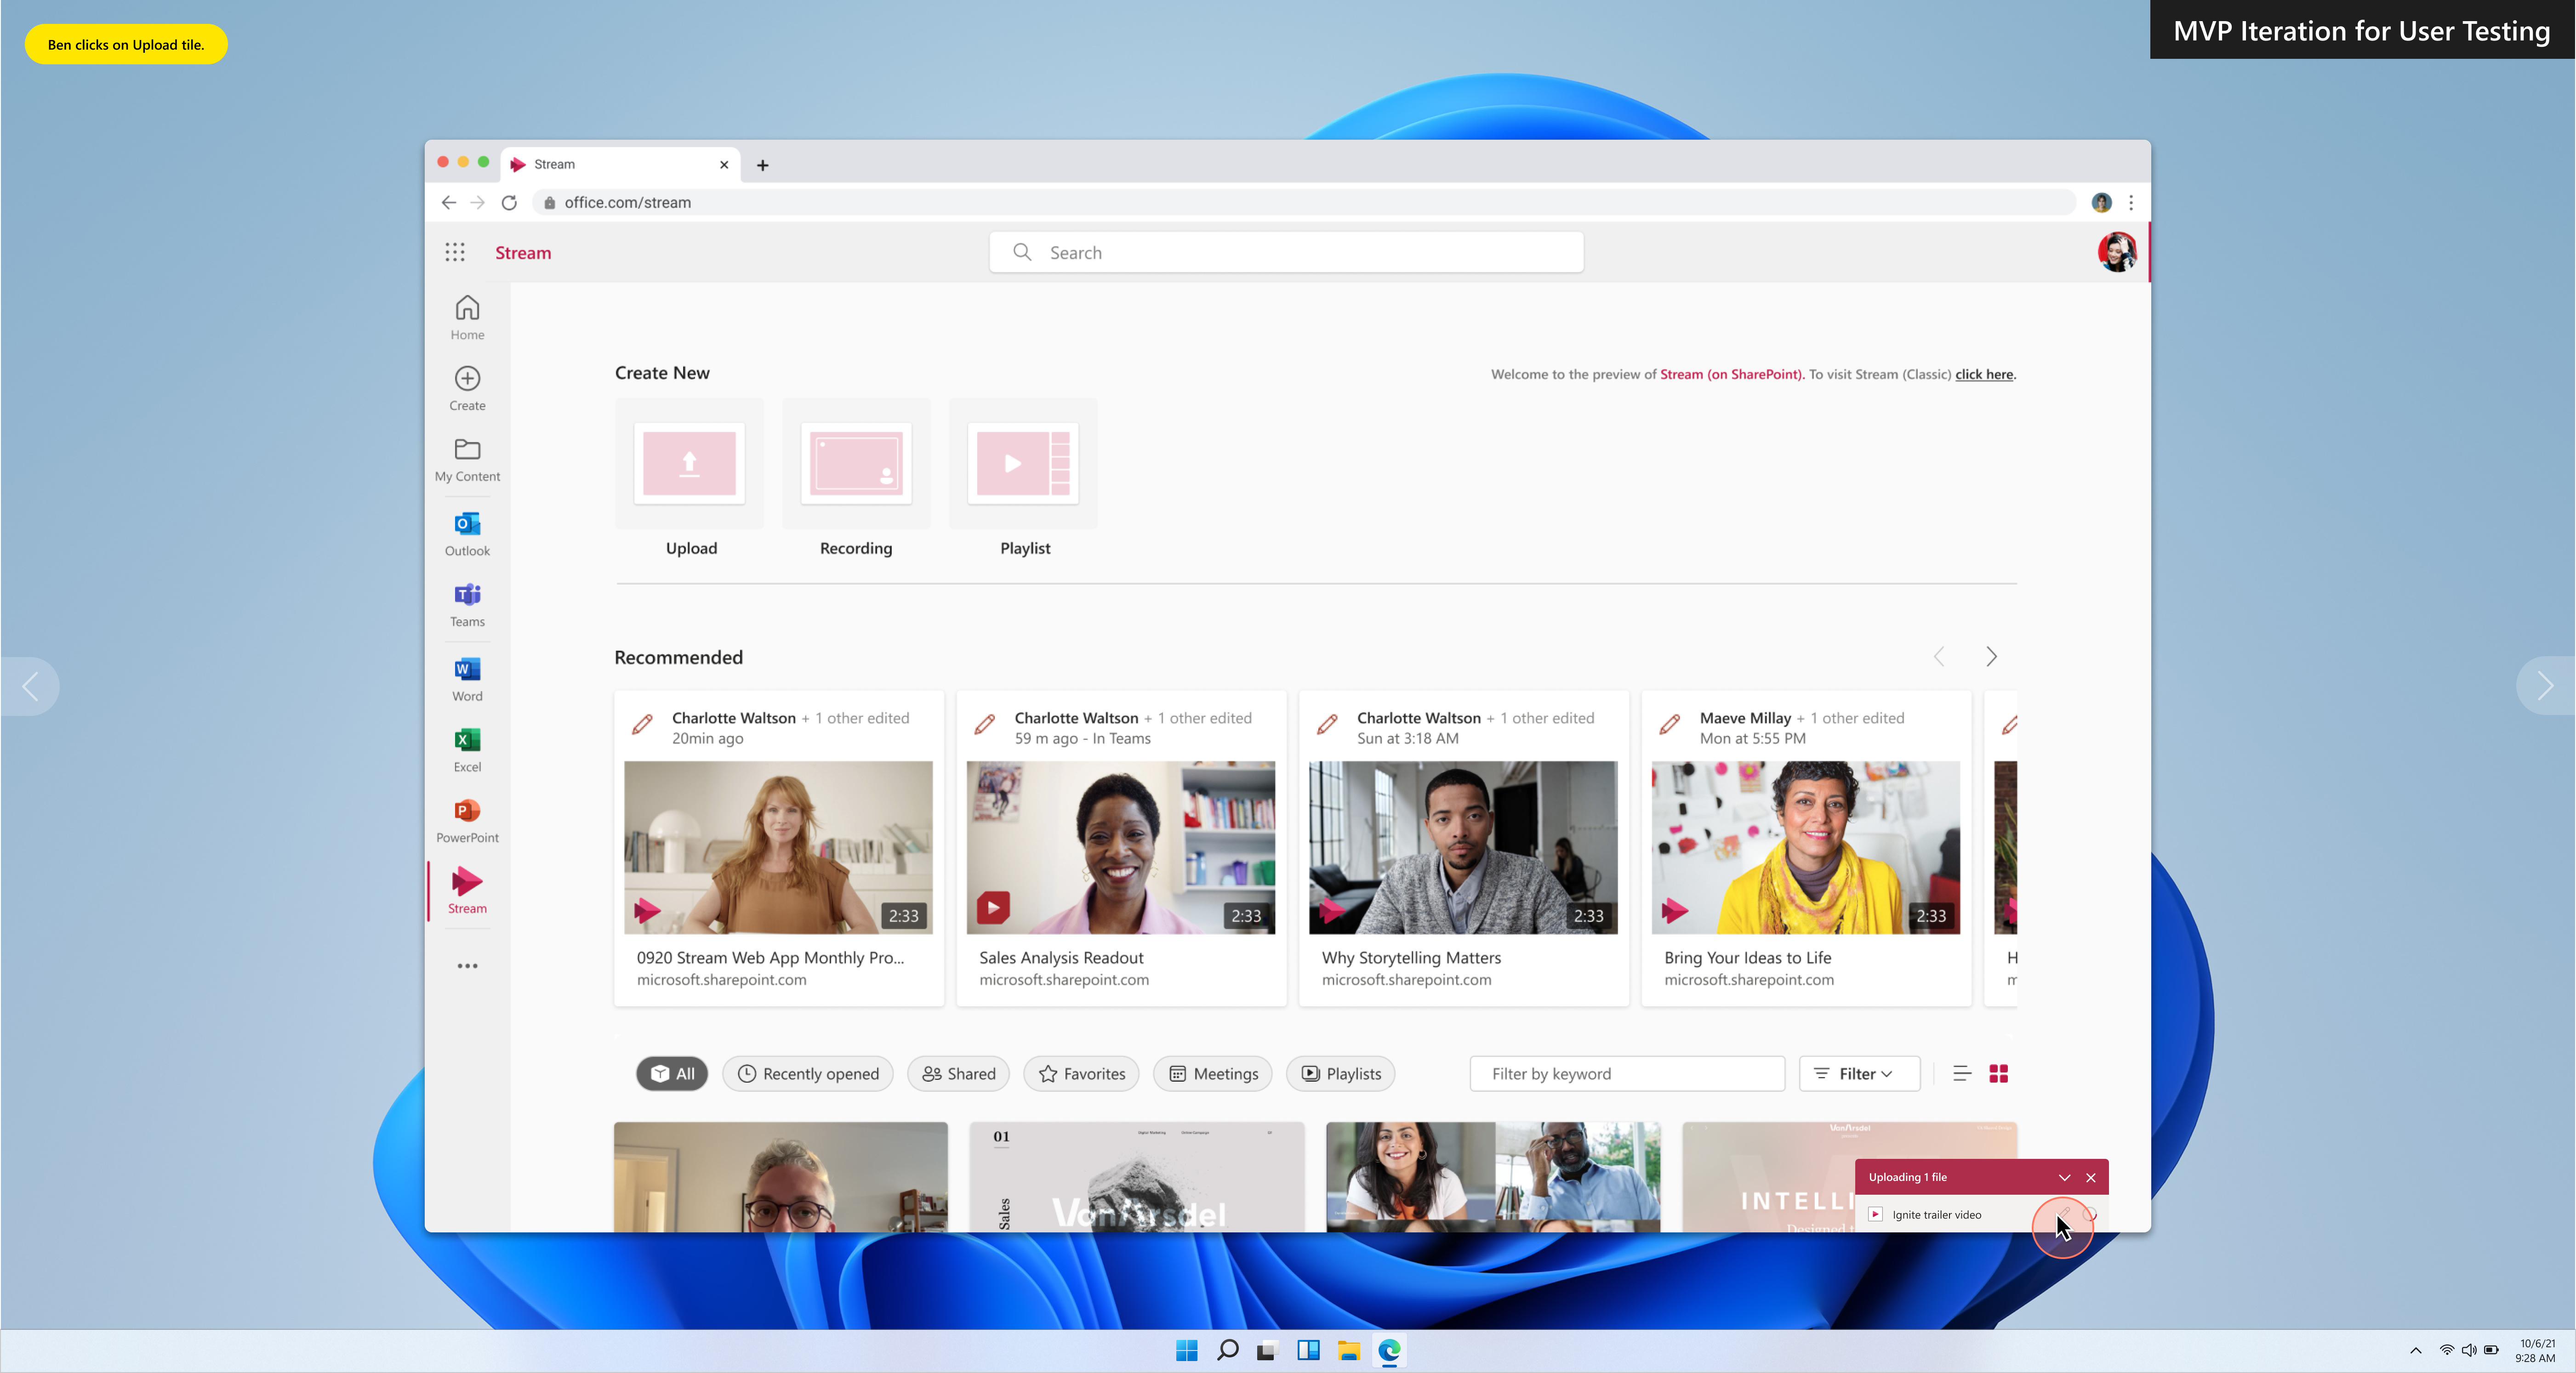 Ben clicks on Upload tile.
MVP Iteration for User Testing
Stream
office.com/stream
Stream
Search
Home
Create
My Content
Outlook
Teams
Word
Excel
PowerPoint
Stream
Create New
Welcome to the preview of Stream (on SharePoint). To visit Stream (Classic) click here.
Upload
Recording
Playlist
Recommended
Charlotte Waltson + 1 other edited
20min ago
2:33
0920 Stream Web App Monthly Pro...
microsoft.sharepoint.com
Charlotte Waltson + 1 other edited
59 m ago - In Teams
2:33
Sales Analysis Readout
microsoft.sharepoint.com
Charlotte Waltson + 1 other edited
Sun at 3:18 AM
2:33
Why Storytelling Matters
microsoft.sharepoint.com
Maeve Millay + 1 other edited
Mon at 5:55 PM
2:33
Bring Your Ideas to Life
microsoft.sharepoint.com
All
Recently opened
Shared
Favorites
Meetings
Playlists
Filter by keyword
Filter
01
Digital Marketing
Sales
VanArsdel
VanArsdel
INTELLI
Designed t
Uploading 1 file
Ignite trailer video
10/6/21
9:28 AM